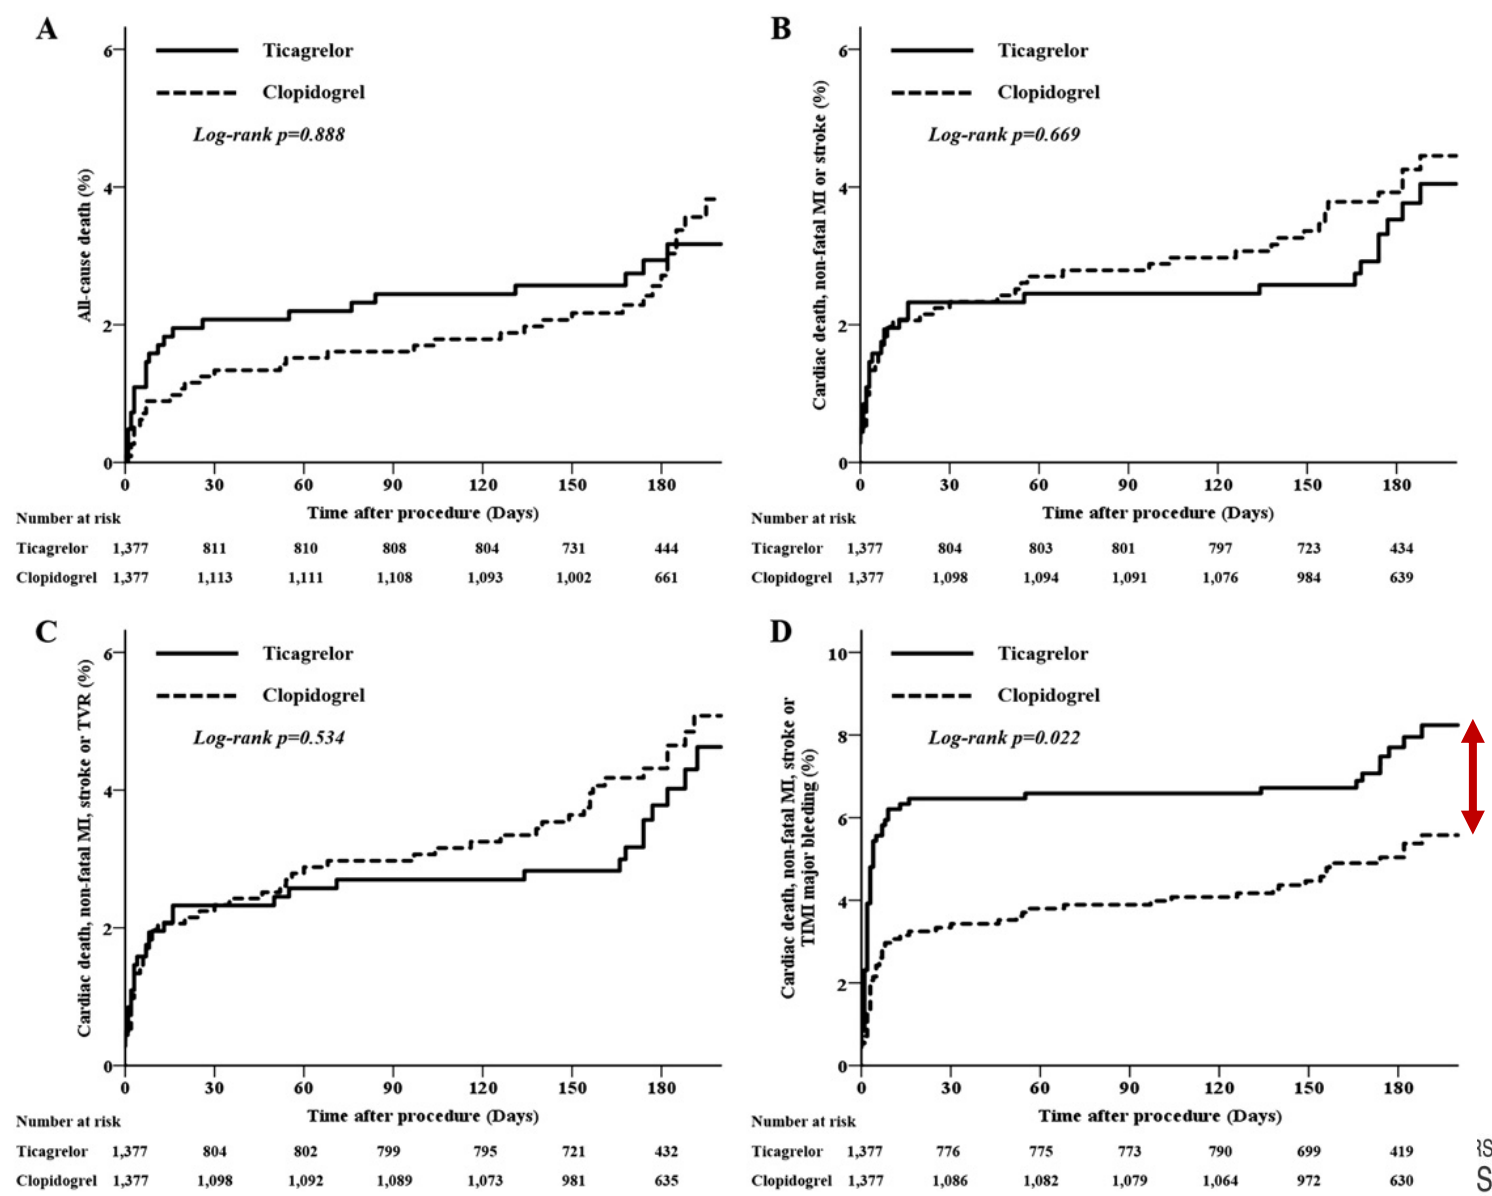 A
6
4
2
0
All-cause death (%)
Ticagrelor
Clopidogrel
Log-rank p=0.888
0 30 60 90 120 150 180
Time after procedure (Days)
Number at risk
Ticagrelor 1,377 811 810 808 804 731 444
Clopidogrel 1,377 1,113 1,111 1,108 1,093 1,002 661
B
6
4
2
0
Cardiac death, non-fatal MI or stroke (%)
Ticagrelor
Clopidogrel
Log-rank p=0.669
0 30 60 90 120 150 180
Time after procedure (Days)
Number at risk
Ticagrelor 1,377 804 803 801 797 723 434
Clopidogrel 1,377 1,098 1,094 1,091 1,076 984 639
C
6
4
2
0
Cardiac death, non-fatal MI, stroke or TVR (%)
Ticagrelor
Clopidogrel
Log-rank p=0.534
0 30 60 90 120 150 180
Time after procedure (Days)
Number at risk
Ticagrelor 1,377 804 802 799 795 721 432
Clopidogrel 1,377 1,098 1,092 1,089 1,073 981 635
D
10
8
6
4
2
0
Cardiac death, non-fatal MI, stroke or
TIMI major bleeding (%)
Ticagrelor
Clopidogrel
Log-rank p=0.022
0 30 60 90 120 150 180
Time after procedure (Days)
Number at risk
Ticagrelor 1,377 776 775 773 790 699 419
Clopidogrel 1,377 1,086 1,082 1,079 1,064 972 630
S
S